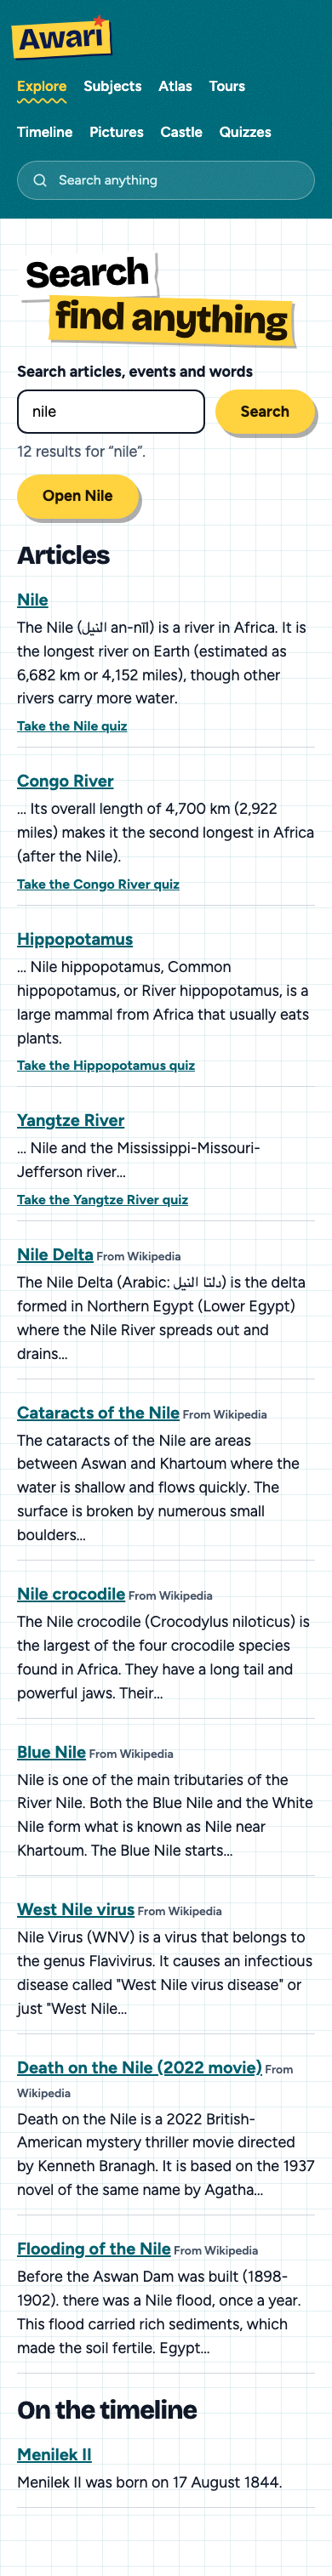 Awari
Explore Subjects Atlas Tours
Timeline Pictures Castle Quizzes
Search anything
Search
find anything
Search articles, events and words
nile Search
12 results for “nile”.
Open Nile
Articles
Nile
The Nile (النيل an-nīl) is a river in Africa. It is
the longest river on Earth (estimated as
6,682 km or 4,152 miles), though other
rivers carry more water.
Take the Nile quiz
Congo River
... Its overall length of 4,700 km (2,922
miles) makes it the second longest in Africa
(after the Nile).
Take the Congo River quiz
Hippopotamus
... Nile hippopotamus, Common
hippopotamus, or River hippopotamus, is a
large mammal from Africa that usually eats
plants.
Take the Hippopotamus quiz
Yangtze River
... Nile and the Mississippi-Missouri-
Jefferson river...
Take the Yangtze River quiz
Nile Delta From Wikipedia
The Nile Delta (Arabic: دلتا النيل) is the delta
formed in Northern Egypt (Lower Egypt)
where the Nile River spreads out and
drains...
Cataracts of the Nile From Wikipedia
The cataracts of the Nile are areas
between Aswan and Khartoum where the
water is shallow and flows quickly. The
surface is broken by numerous small
boulders...
Nile crocodile From Wikipedia
The Nile crocodile (Crocodylus niloticus) is
the largest of the four crocodile species
found in Africa. They have a long tail and
powerful jaws. Their...
Blue Nile From Wikipedia
Nile is one of the main tributaries of the
River Nile. Both the Blue Nile and the White
Nile form what is known as Nile near
Khartoum. The Blue Nile starts...
West Nile virus From Wikipedia
Nile Virus (WNV) is a virus that belongs to
the genus Flavivirus. It causes an infectious
disease called "West Nile virus disease" or
just "West Nile...
Death on the Nile (2022 movie) From
Wikipedia
Death on the Nile is a 2022 British-
American mystery thriller movie directed
by Kenneth Branagh. It is based on the 1937
novel of the same name by Agatha...
Flooding of the Nile From Wikipedia
Before the Aswan Dam was built (1898-
1902). there was a Nile flood, once a year.
This flood carried rich sediments, which
made the soil fertile. Egypt...
On the timeline
Menilek II
Menilek II was born on 17 August 1844.